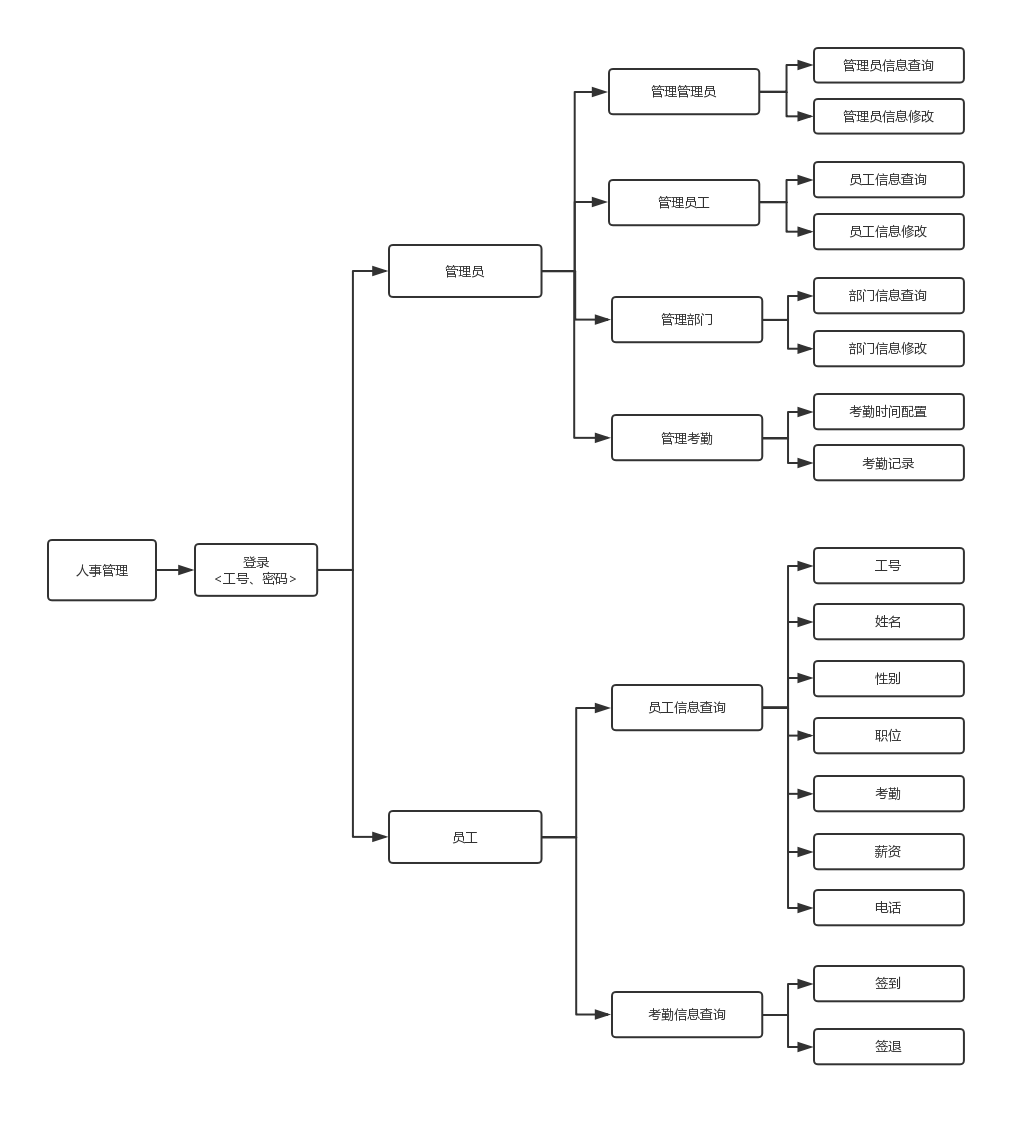 人事管理
登录
<工号、密码>
管理员
管理管理员
管理员信息查询
管理员信息修改
管理员工
员工信息查询
员工信息修改
管理部门
部门信息查询
部门信息修改
管理考勤
考勤时间配置
考勤记录
员工
员工信息查询
工号
姓名
性别
职位
考勤
薪资
电话
考勤信息查询
签到
签退